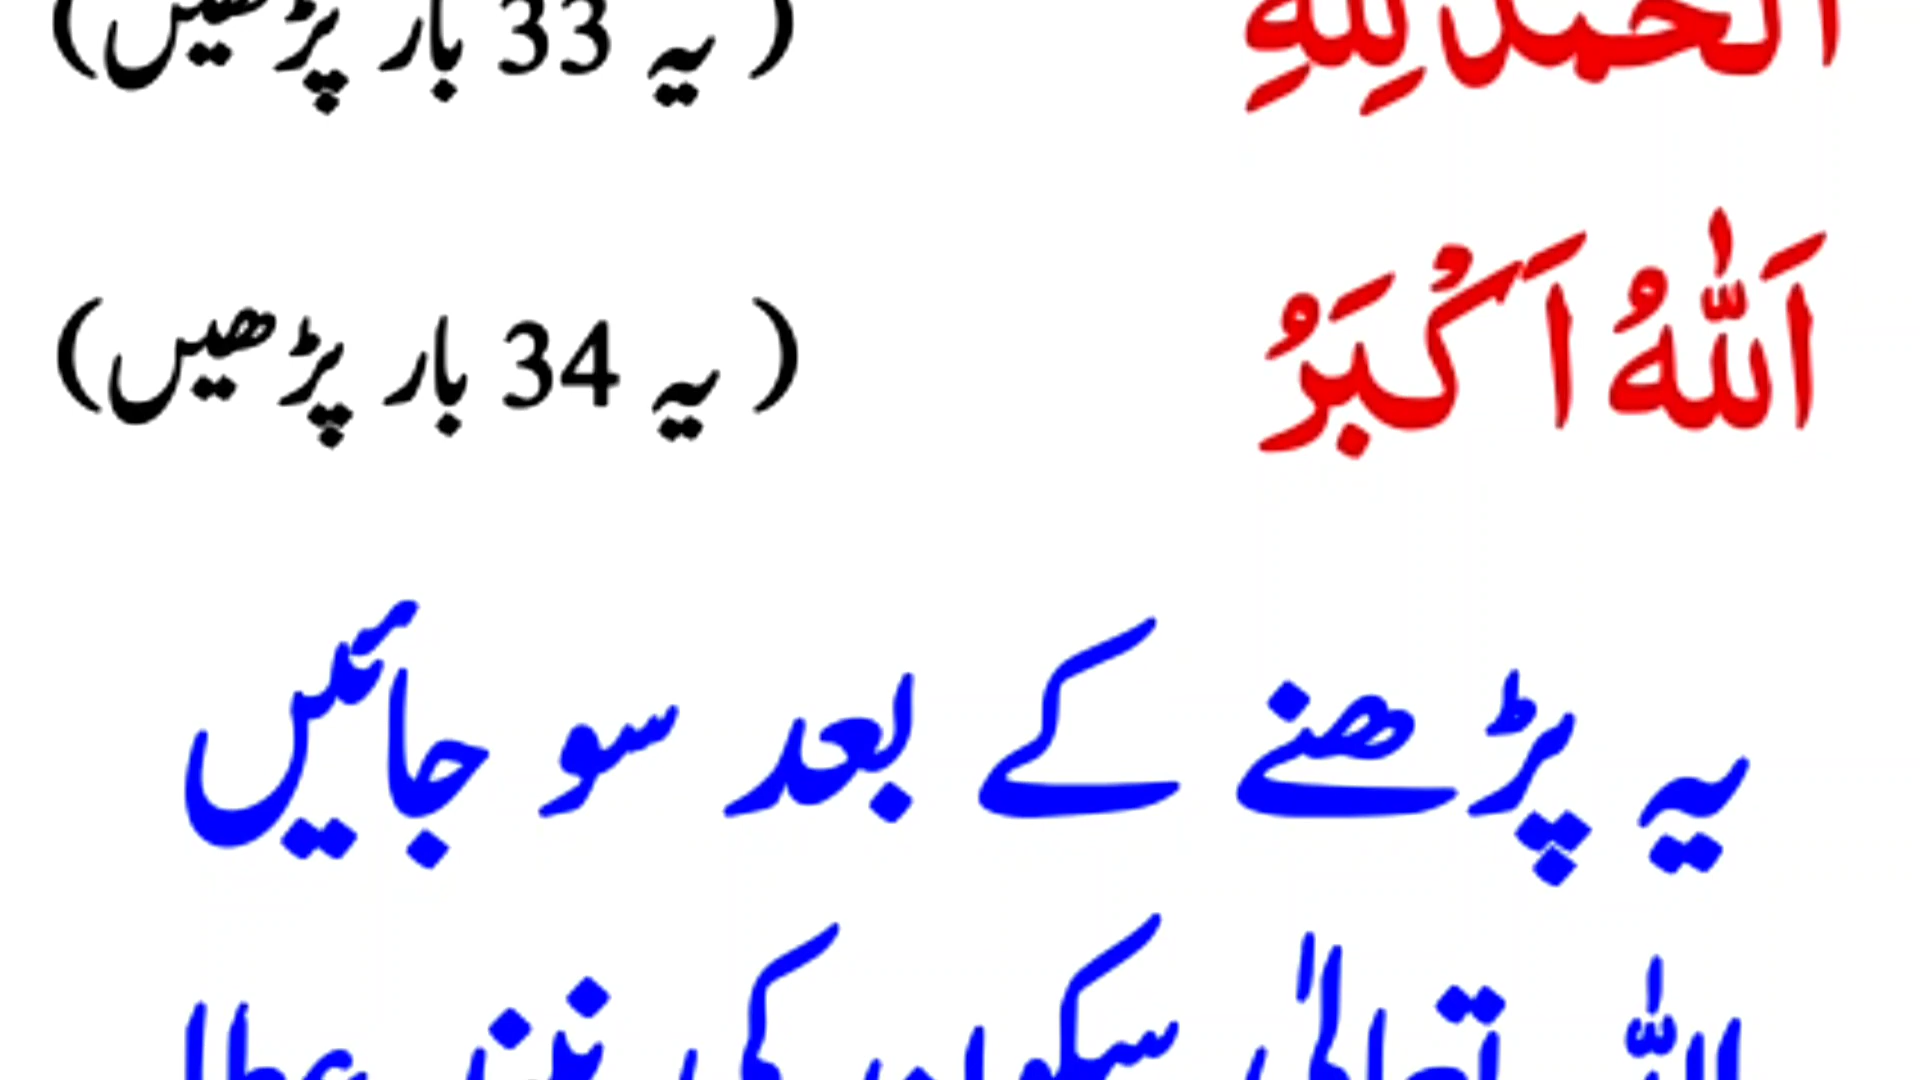 اَلْحَمْدُ لِلّٰهِ ( یہ 33 بار پڑھیں)
اَللّٰهُ اَكْبَرُ ( یہ 34 بار پڑھیں)
یہ پڑھنے کے بعد سو جائیں
اللہ تعالیٰ سکون کی نیند عطا